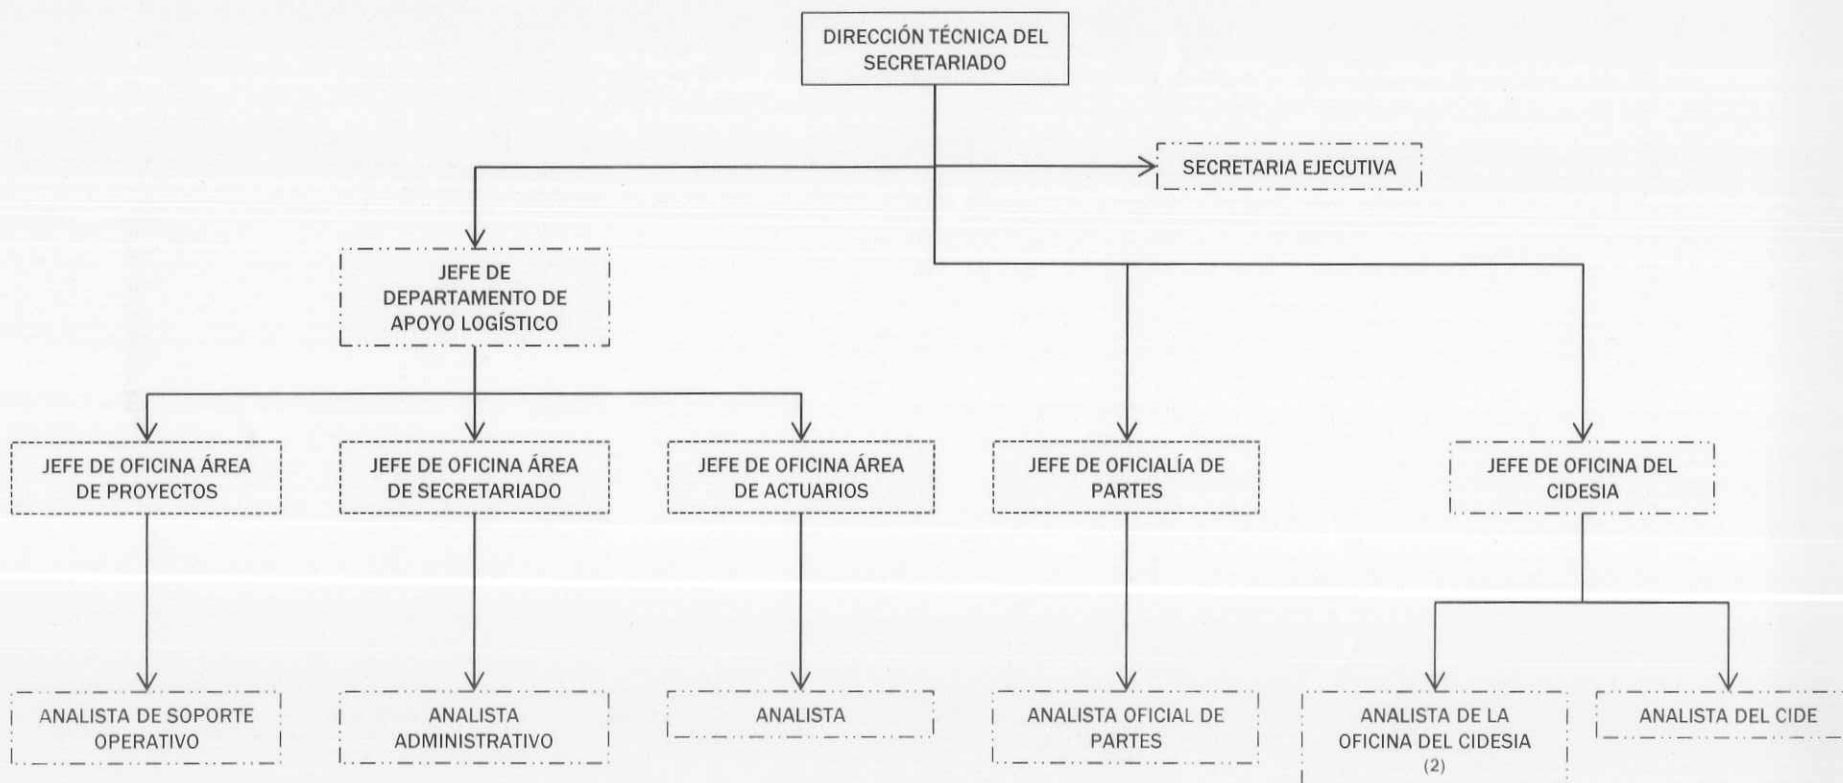 DIRECCIÓN TÉCNICA DEL
SECRETARIADO
SECRETARIA EJECUTIVA
JEFE DE
DEPARTAMENTO DE
APOYO LOGÍSTICO
JEFE DE OFICINA ÁREA
DE PROYECTOS
JEFE DE OFICINA ÁREA
DE SECRETARIADO
JEFE DE OFICINA ÁREA
DE ACTUARIOS
JEFE DE OFICIALÍA DE
PARTES
JEFE DE OFICINA DEL
CIDESIA
ANALISTA DE SOPORTE
OPERATIVO
ANALISTA
ADMINISTRATIVO
ANALISTA
ANALISTA OFICIAL DE
PARTES
ANALISTA DE LA
OFICINA DEL CIDESIA
(2)
ANALISTA DEL CIDE